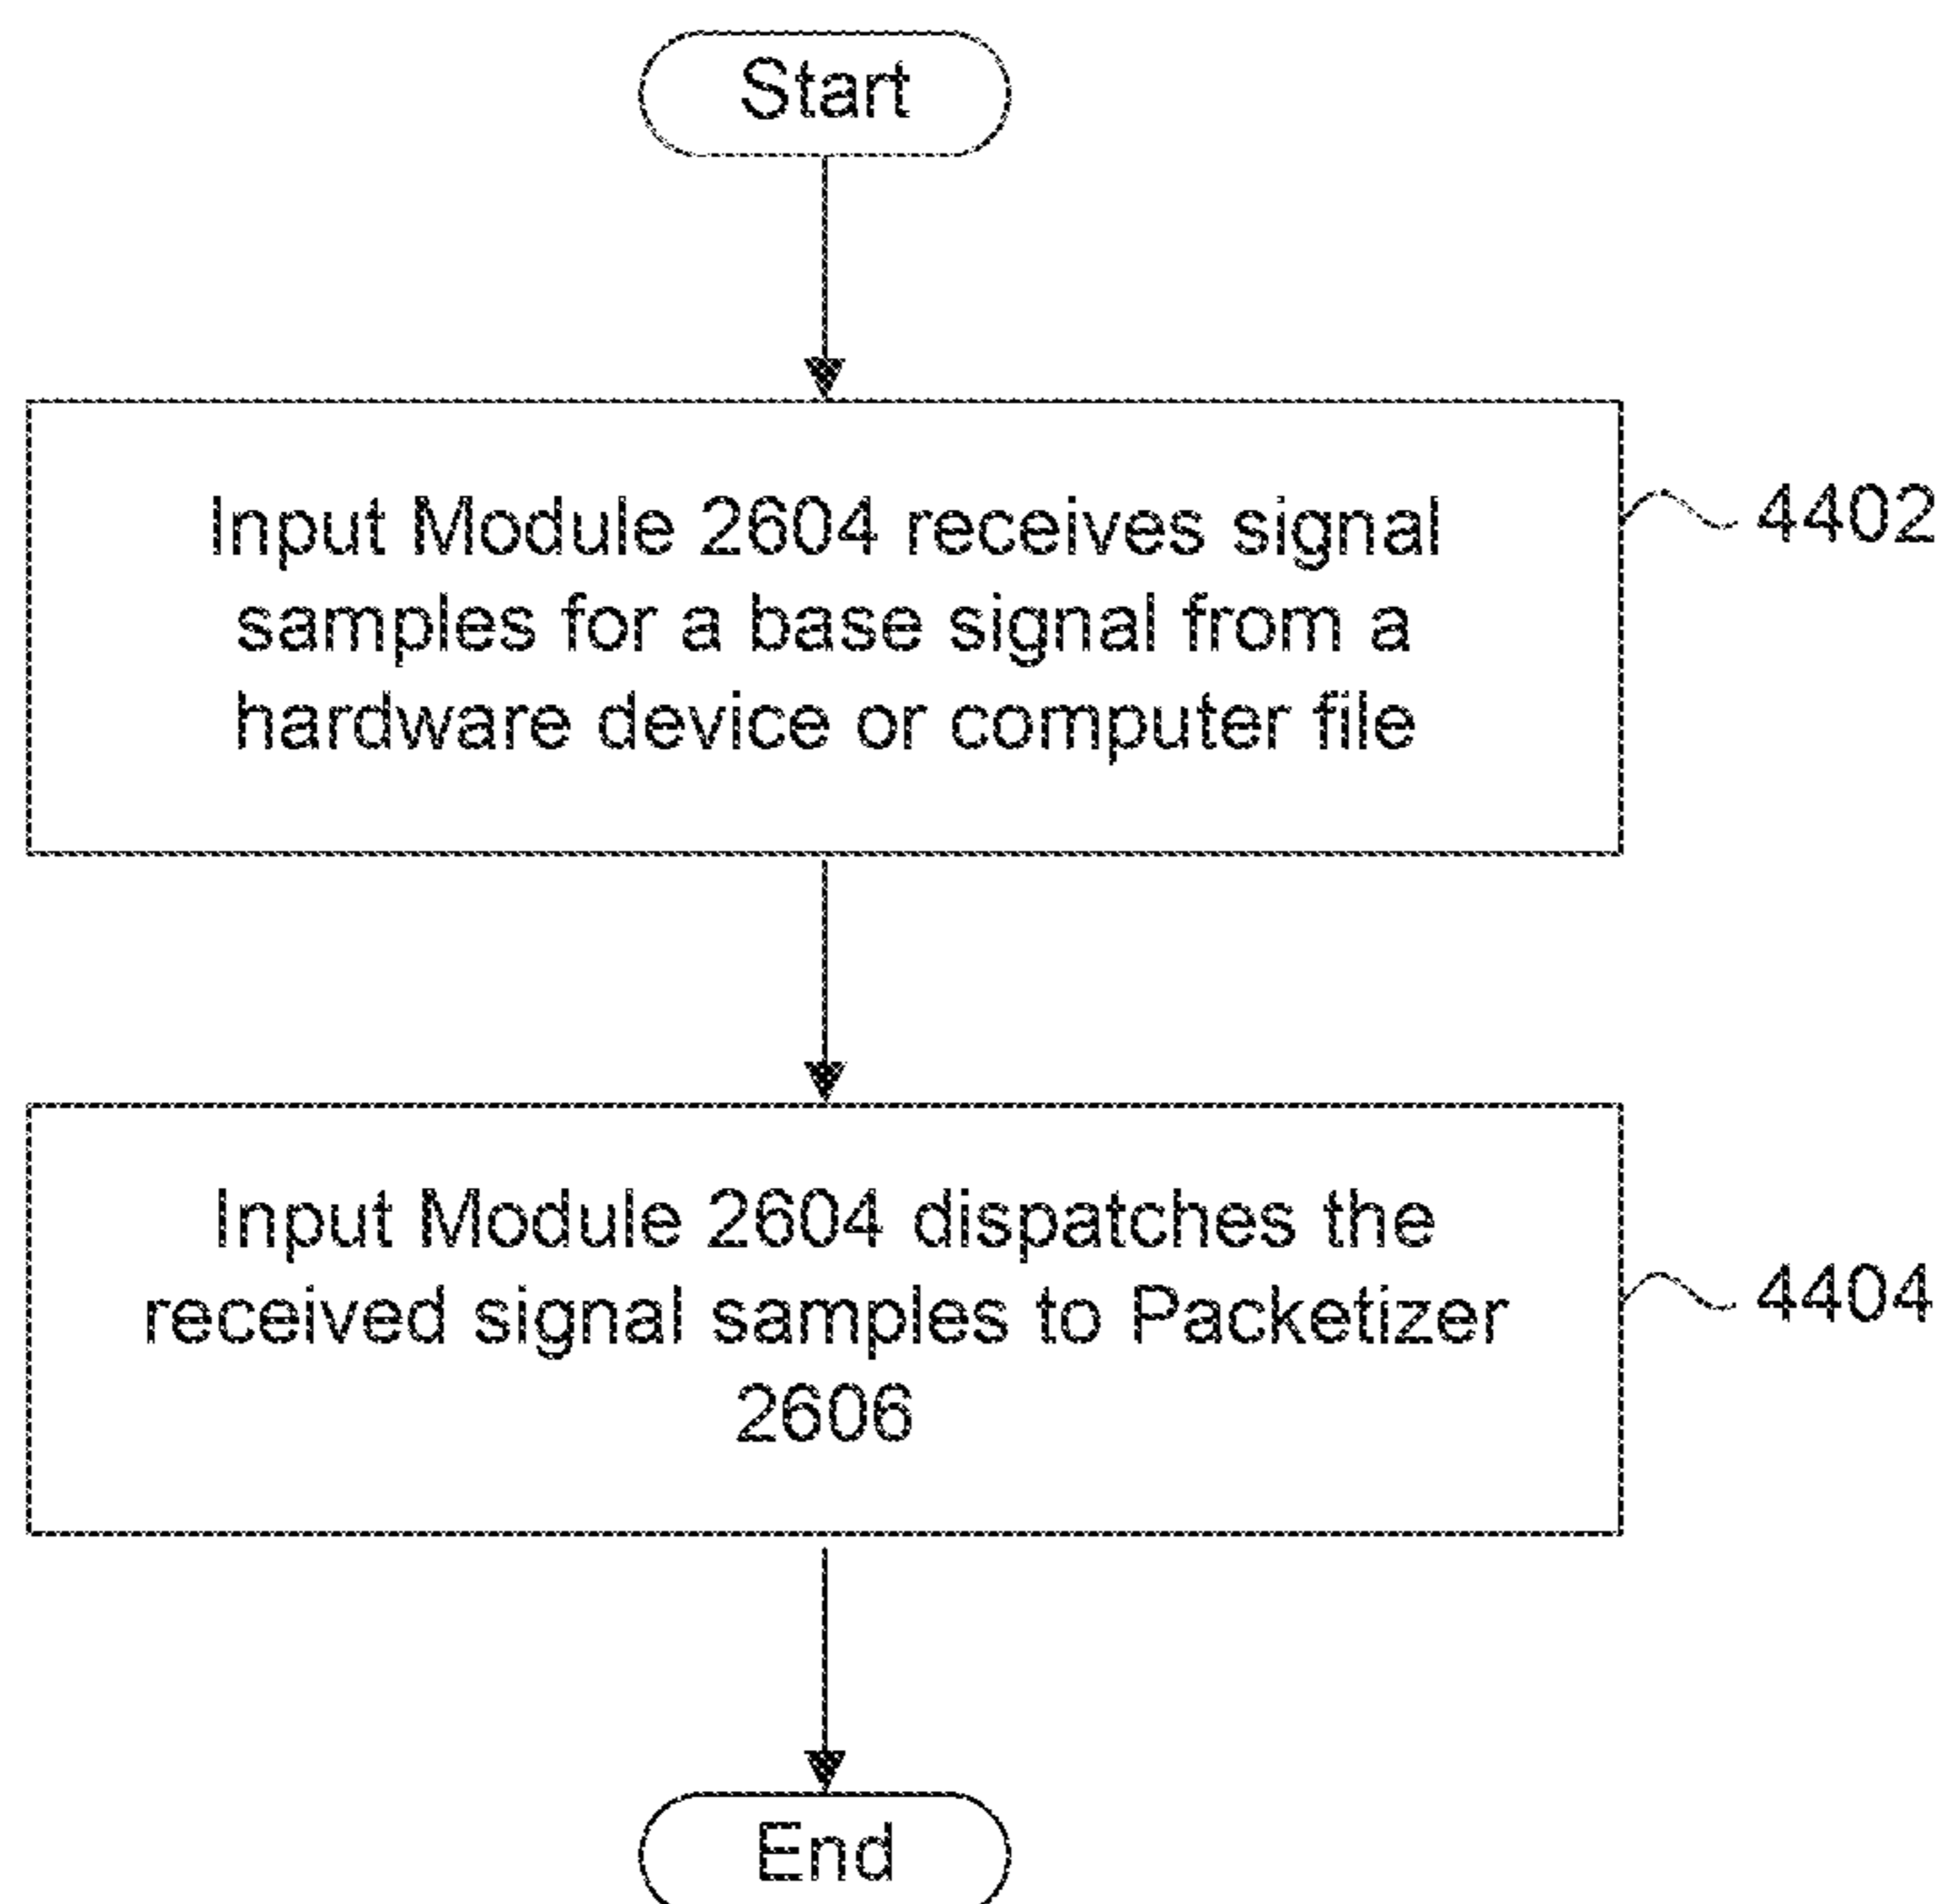 Start
Input Module 2604 receives signal
samples for a base signal from a
hardware device or computer file
4402
Input Module 2604 dispatches the
received signal samples to Packetizer
2606
4404
End